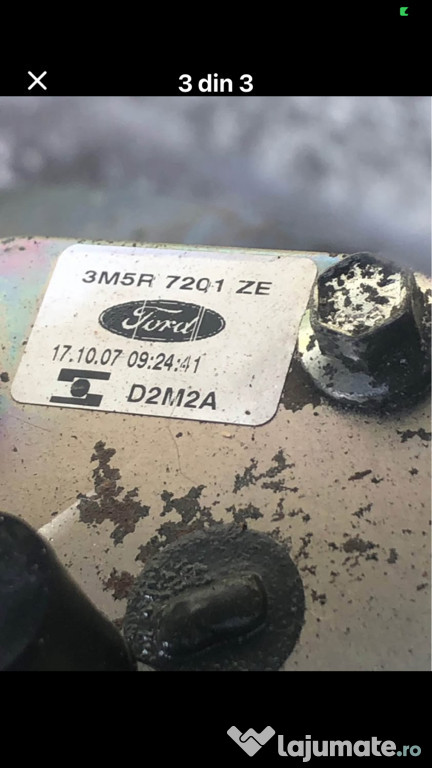 3 din 3
3M5R 7201 ZE
Ford
17.10.07 09:24:41
D2M2A
lajumate.ro